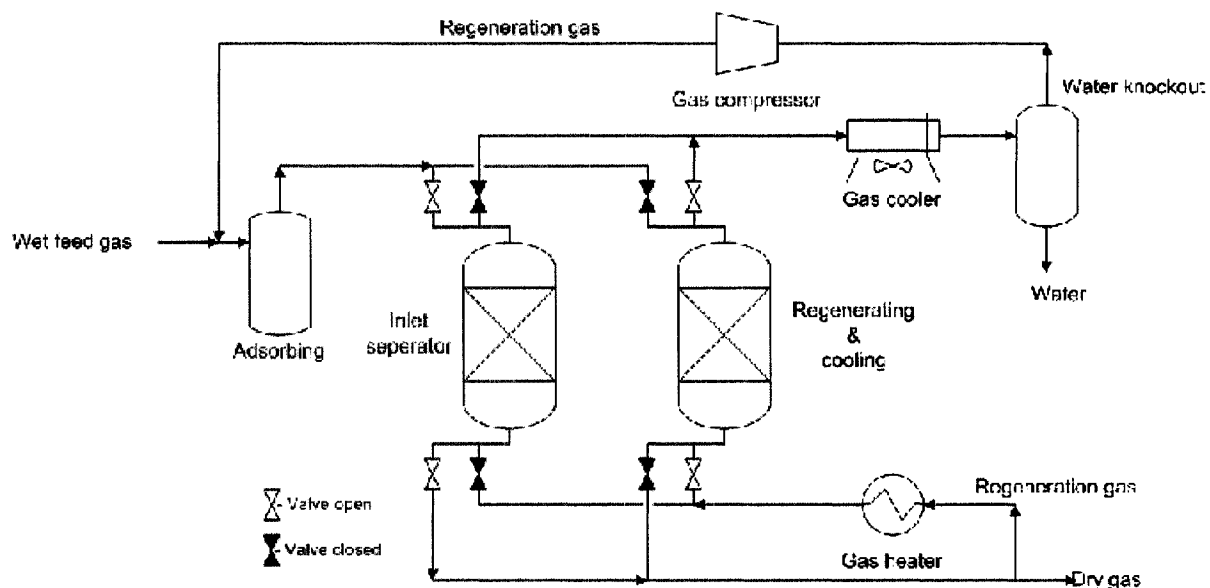 Regeneration gas
Gas compressor
Water knockout
Gas cooler
Wet feed gas
Water
Adsorbing
Inlet
seperator
Regenerating
&
cooling
Valve open
Valve closed
Regeneration gas
Gas heater
Dry gas